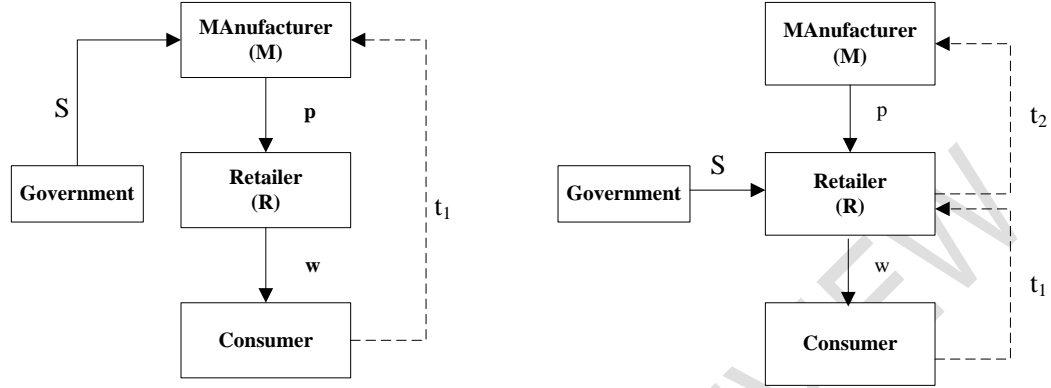 MAnufacturer
(M)
S
p
Government
Retailer
(R)
t1
w
Consumer
MAnufacturer
(M)
t2
p
S
Government
Retailer
(R)
w
t1
Consumer